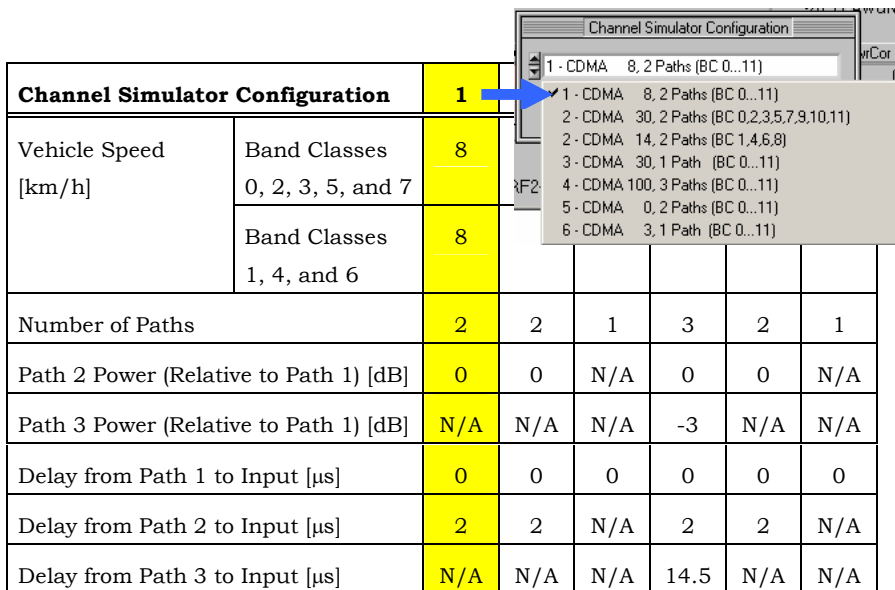 Channel Simulator Configuration
1 - CDMA 8, 2 Paths (BC 0...11)
1 - CDMA 8, 2 Paths (BC 0...11)
2 - CDMA 30, 2 Paths (BC 0,2,3,5,7,9,10,11)
2 - CDMA 14, 2 Paths (BC 1,4,6,8)
3 - CDMA 30, 1 Path (BC 0...11)
4 - CDMA 100, 3 Paths (BC 0...11)
5 - CDMA 0, 2 Paths (BC 0...11)
6 - CDMA 3, 1 Path (BC 0...11)
Channel Simulator Configuration 1
Vehicle Speed Band Classes 8
[km/h] 0, 2, 3, 5, and 7
Band Classes 8
1, 4, and 6
Number of Paths 2 2 1 3 2 1
Path 2 Power (Relative to Path 1) [dB] 0 0 N/A 0 0 N/A
Path 3 Power (Relative to Path 1) [dB] N/A N/A N/A -3 N/A N/A
Delay from Path 1 to Input [µs] 0 0 0 0 0 0
Delay from Path 2 to Input [µs] 2 2 N/A 2 2 N/A
Delay from Path 3 to Input [µs] N/A N/A N/A 14.5 N/A N/A